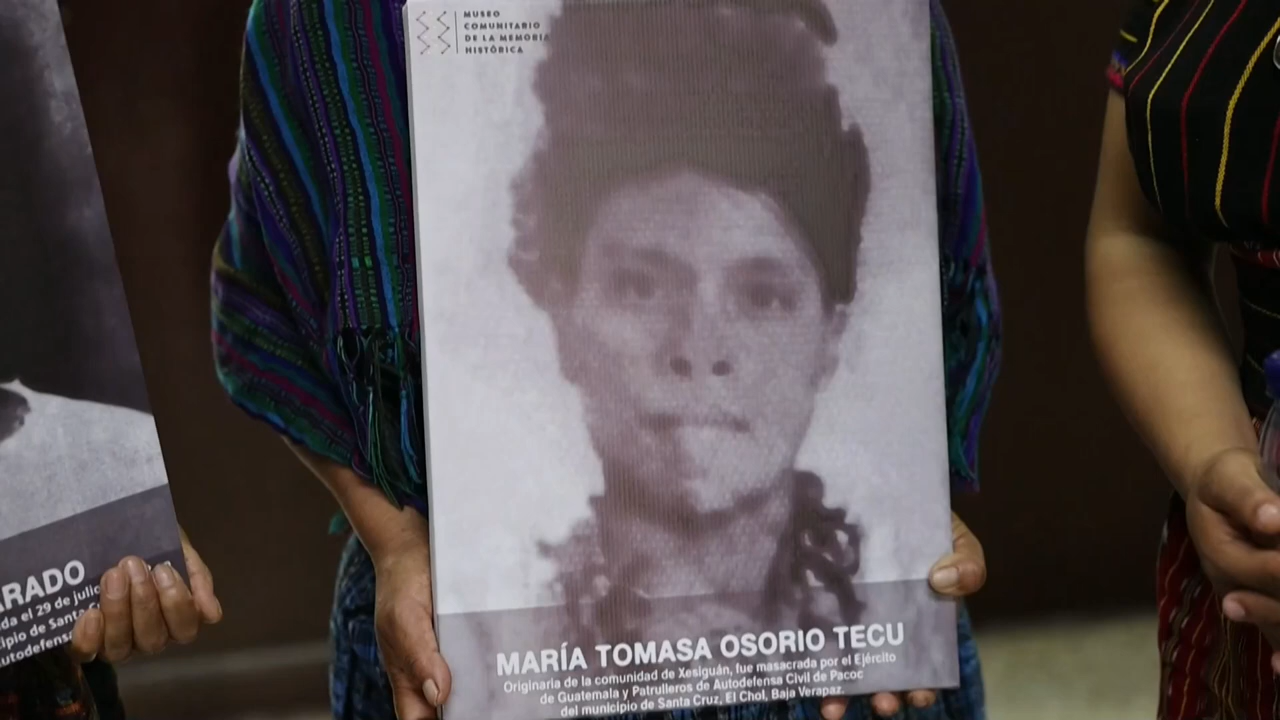 MUSEO
COMUNITARIO
DE LA MEMORIA
HISTÓRICA
MARÍA TOMASA OSORIO TECU
Originaria de la comunidad de Xesiguán, fue masacrada por el Ejército
de Guatemala y Patrulleros de Autodefensa Civil de Pacoc
del municipio de Santa Cruz, El Chol, Baja Verapaz.
RADO
da el 29 de julio
cipio de Santa
utodefensa